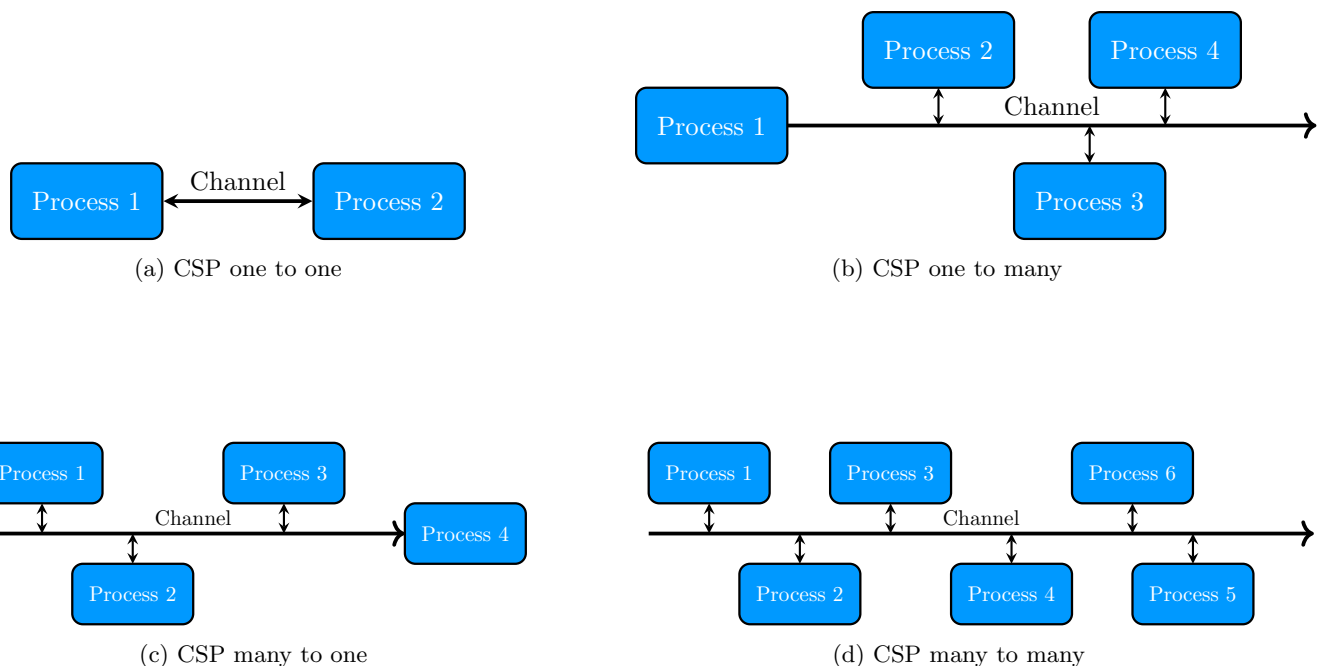 Process 1
Channel
Process 2
(a) CSP one to one
Process 2
Process 4
Process 1
Channel
Process 3
(b) CSP one to many
Process 1
Process 3
Channel
Process 4
Process 2
(c) CSP many to one
Process 1
Process 3
Process 6
Channel
Process 2
Process 4
Process 5
(d) CSP many to many